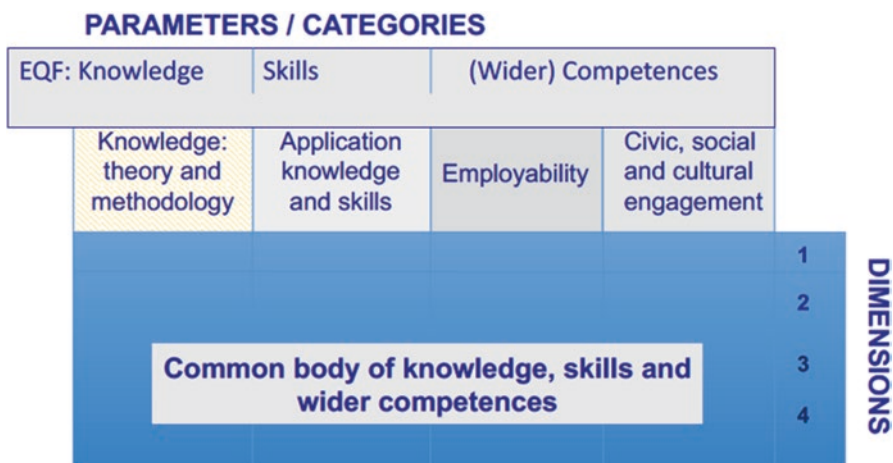 PARAMETERS / CATEGORIES
EQF: Knowledge
Skills
(Wider) Competences
Knowledge:
theory and
methodology
Application
knowledge
and skills
Employability
Civic, social
and cultural
engagement
1
2
3
4
DIMENSIONS
Common body of knowledge, skills and
wider competences